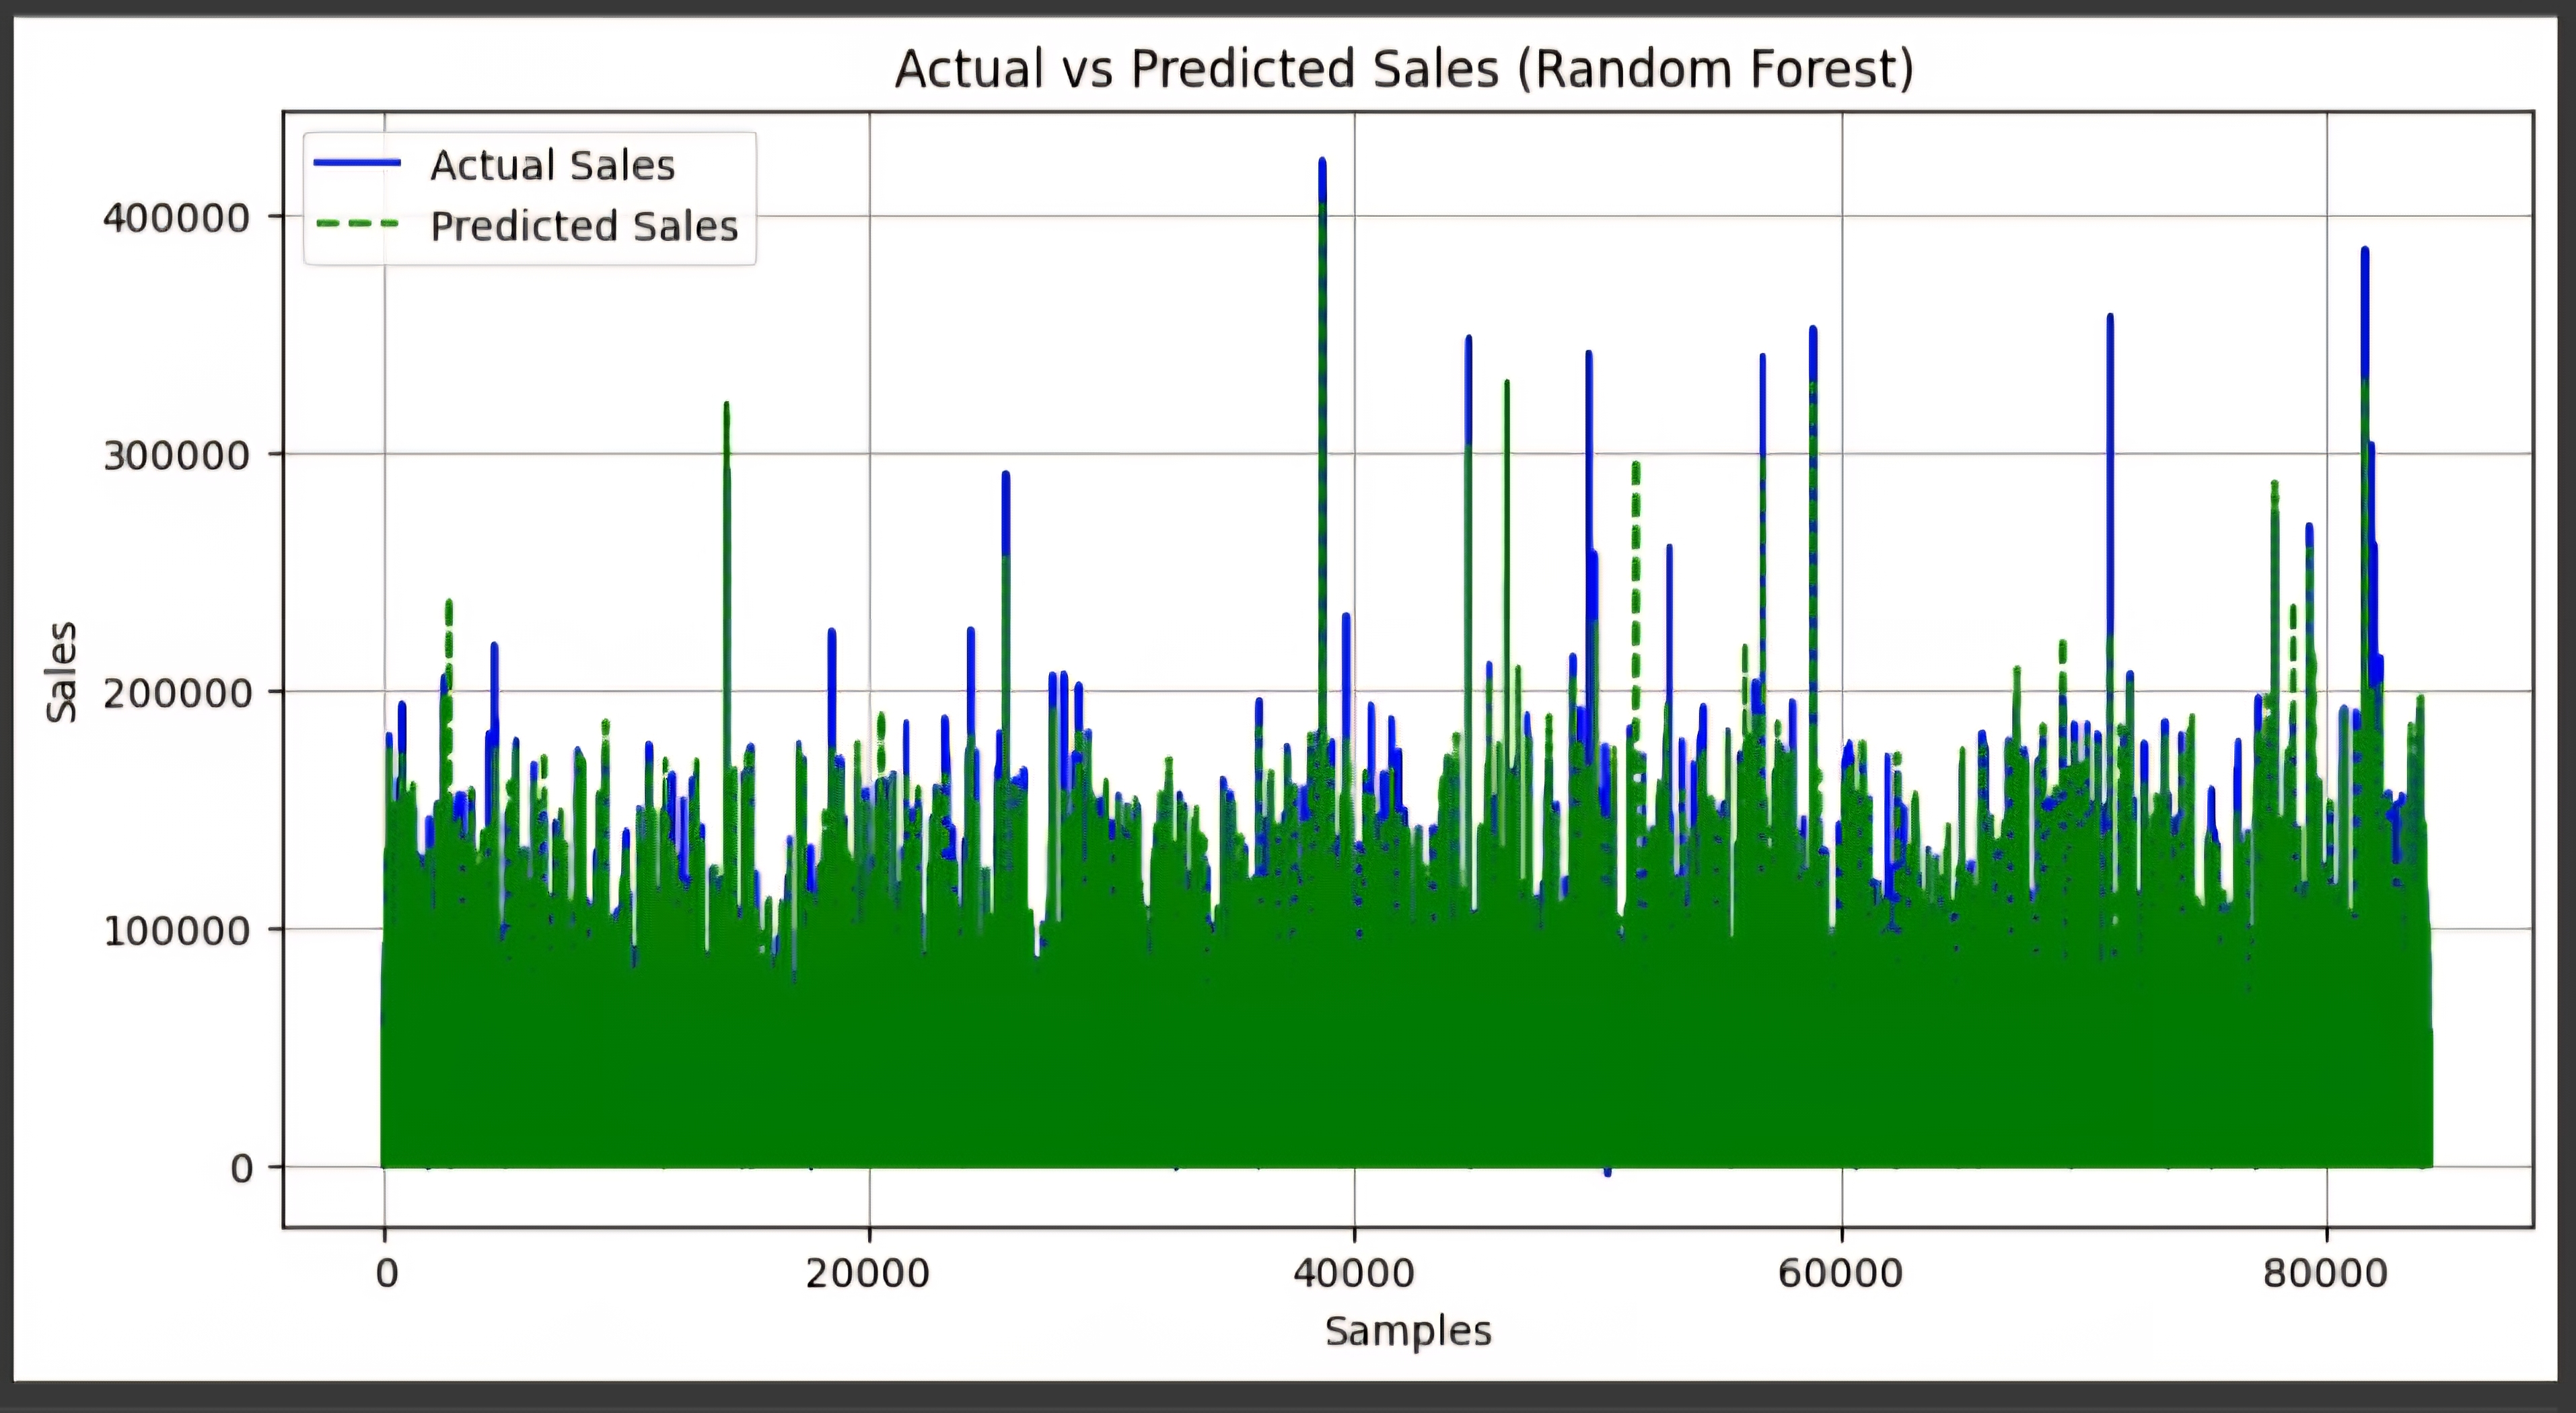 Actual vs Predicted Sales (Random Forest)
Actual Sales
Predicted Sales
400000
300000
200000
100000
0
Sales
0 20000 40000 60000 80000
Samples